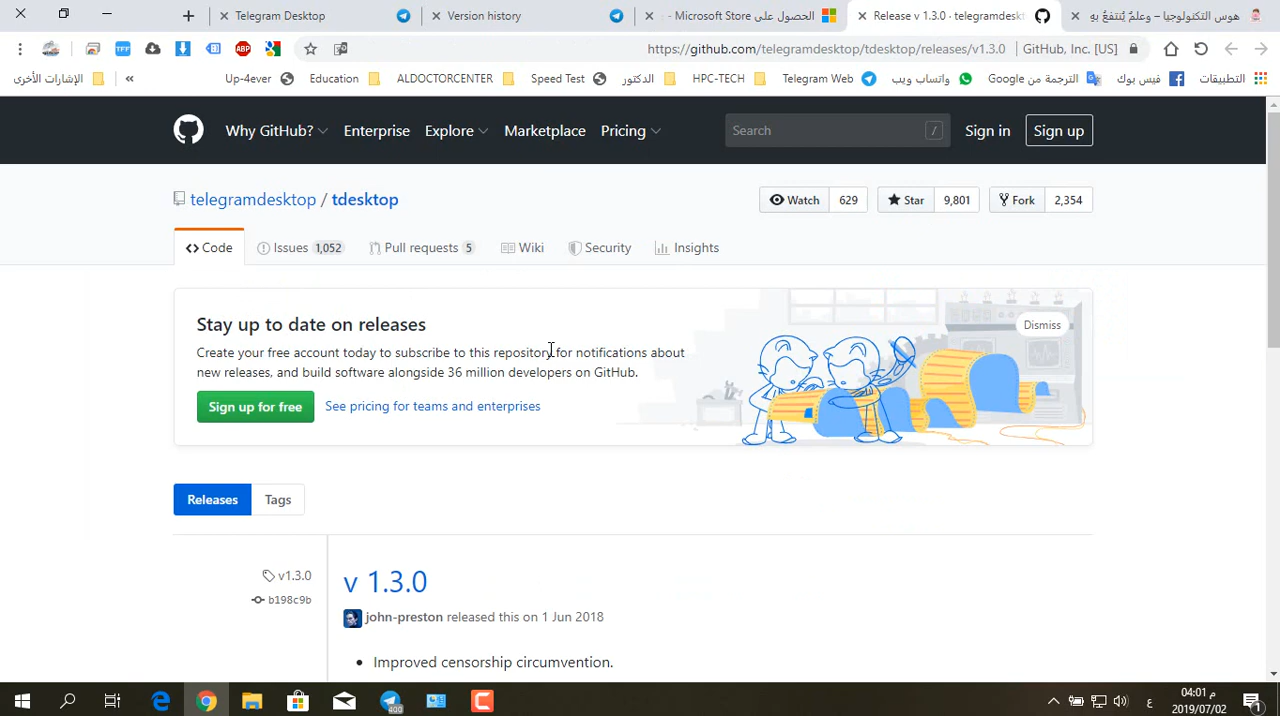 Telegram Desktop
Version history
الحصول على Microsoft Store -
Release v 1.3.0 · telegramdeskt
هوس التكنولوجيا – وعلمٌ يُنتفعُ بهِ
https://github.com/telegramdesktop/tdesktop/releases/v1.3.0
GitHub, Inc. [US]
TFF
ABP
الإشارات الأخرى
»
Up-4ever
Education
ALDOCTORCENTER
Speed Test
الدكتور
HPC-TECH
Telegram Web
واتساب ويب
الترجمة من Google
فيس بوك
التطبيقات
Why GitHub?
Enterprise
Explore
Marketplace
Pricing
Search
/
Sign in
Sign up
telegramdesktop / tdesktop
Watch 629
Star 9,801
Fork 2,354
Code
Issues 1,052
Pull requests 5
Wiki
Security
Insights
Stay up to date on releases
Dismiss
Create your free account today to subscribe to this repository for notifications about
new releases, and build software alongside 36 million developers on GitHub.
Sign up for free
See pricing for teams and enterprises
Releases
Tags
v1.3.0
b198c9b
v 1.3.0
john-preston released this on 1 Jun 2018
Improved censorship circumvention.
400
ع
04:01 م
2019/07/02
1